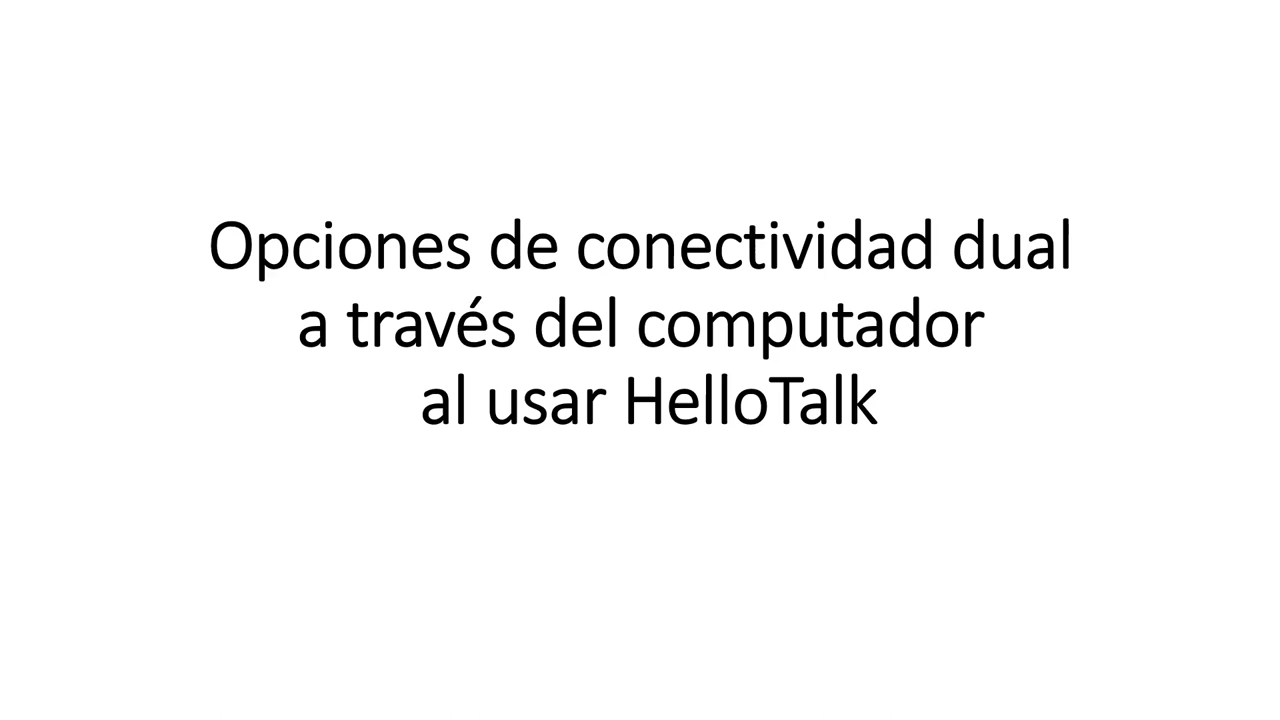 Opciones de conectividad dual
a través del computador
al usar HelloTalk